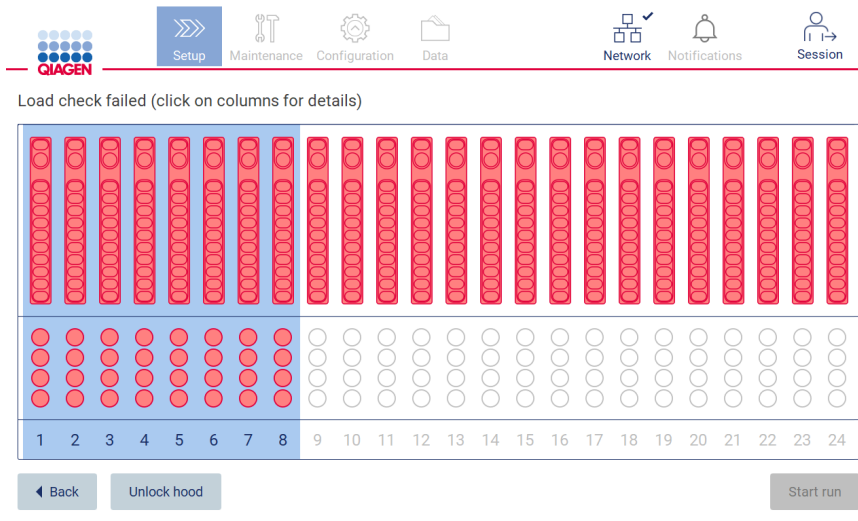 Setup
Maintenance
Configuration
Data
Network
Notifications
Session
QIAGEN
Load check failed (click on columns for details)
1 2 3 4 5 6 7 8 9 10 11 12 13 14 15 16 17 18 19 20 21 22 23 24
Back
Unlock hood
Start run